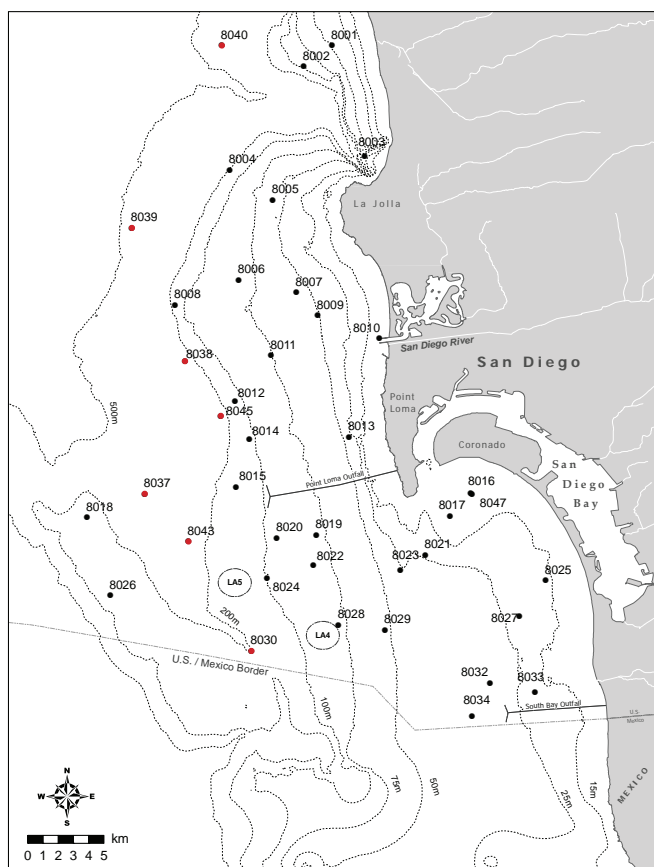 8040
8001
8002
8003
8004
8005
La Jolla
8039
8006
8007
8008
8009
8010
San Diego River
8011
San Diego
8038
Point
Loma
8012
8045
500m
8014
8013
Coronado
San
Diego
Bay
Point Loma Outfall
8015
8037
8016
8047
8018
8017
8043
8020
8019
8021
8022
8023
8025
LA5
8024
8026
200m
8028
8029
8027
LA4
8030
U.S. / Mexico Border
8032
8033
8034
South Bay Outfall
U.S.
Mexico
100m
75m
50m
25m
15m
MEXICO
N
W E
S
km
0 1 2 3 4 5